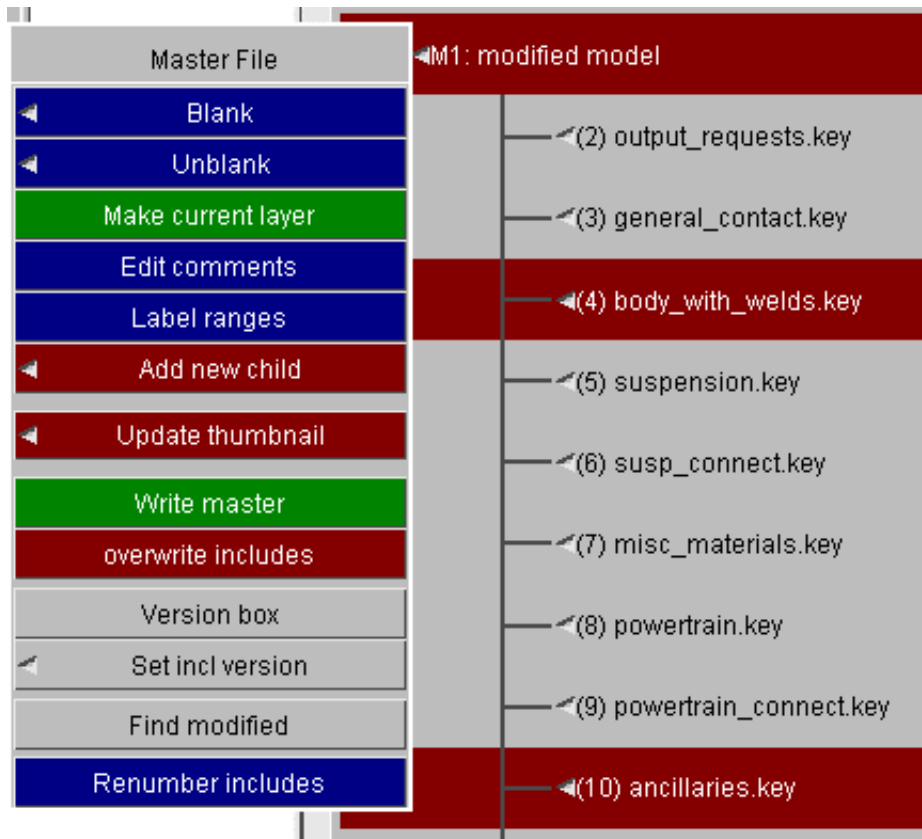 Master File
Blank
Unblank
Make current layer
Edit comments
Label ranges
Add new child
Update thumbnail
Write master
overwrite includes
Version box
Set incl version
Find modified
Renumber includes
M1: modified model
(2) output_requests.key
(3) general_contact.key
(4) body_with_welds.key
(5) suspension.key
(6) susp_connect.key
(7) misc_materials.key
(8) powertrain.key
(9) powertrain_connect.key
(10) ancillaries.key